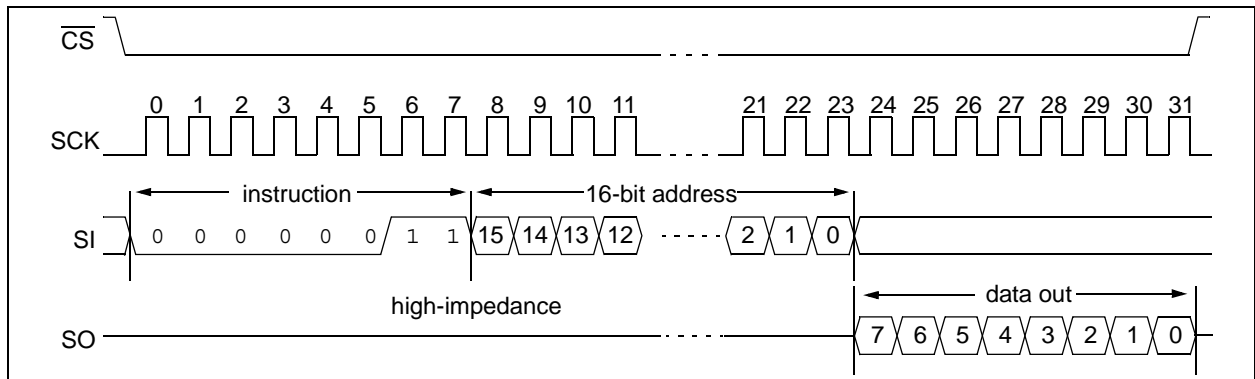 CS
0 1 2 3 4 5 6 7 8 9 10 11 21 22 23 24 25 26 27 28 29 30 31
SCK
instruction 16-bit address
SI 0 0 0 0 0 0 1 1 15 14 13 12 2 1 0
high-impedance data out
SO 7 6 5 4 3 2 1 0